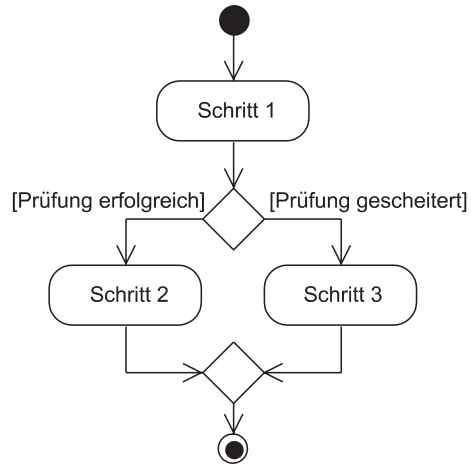 Schritt 1
[Prüfung erfolgreich]
[Prüfung gescheitert]
Schritt 2
Schritt 3